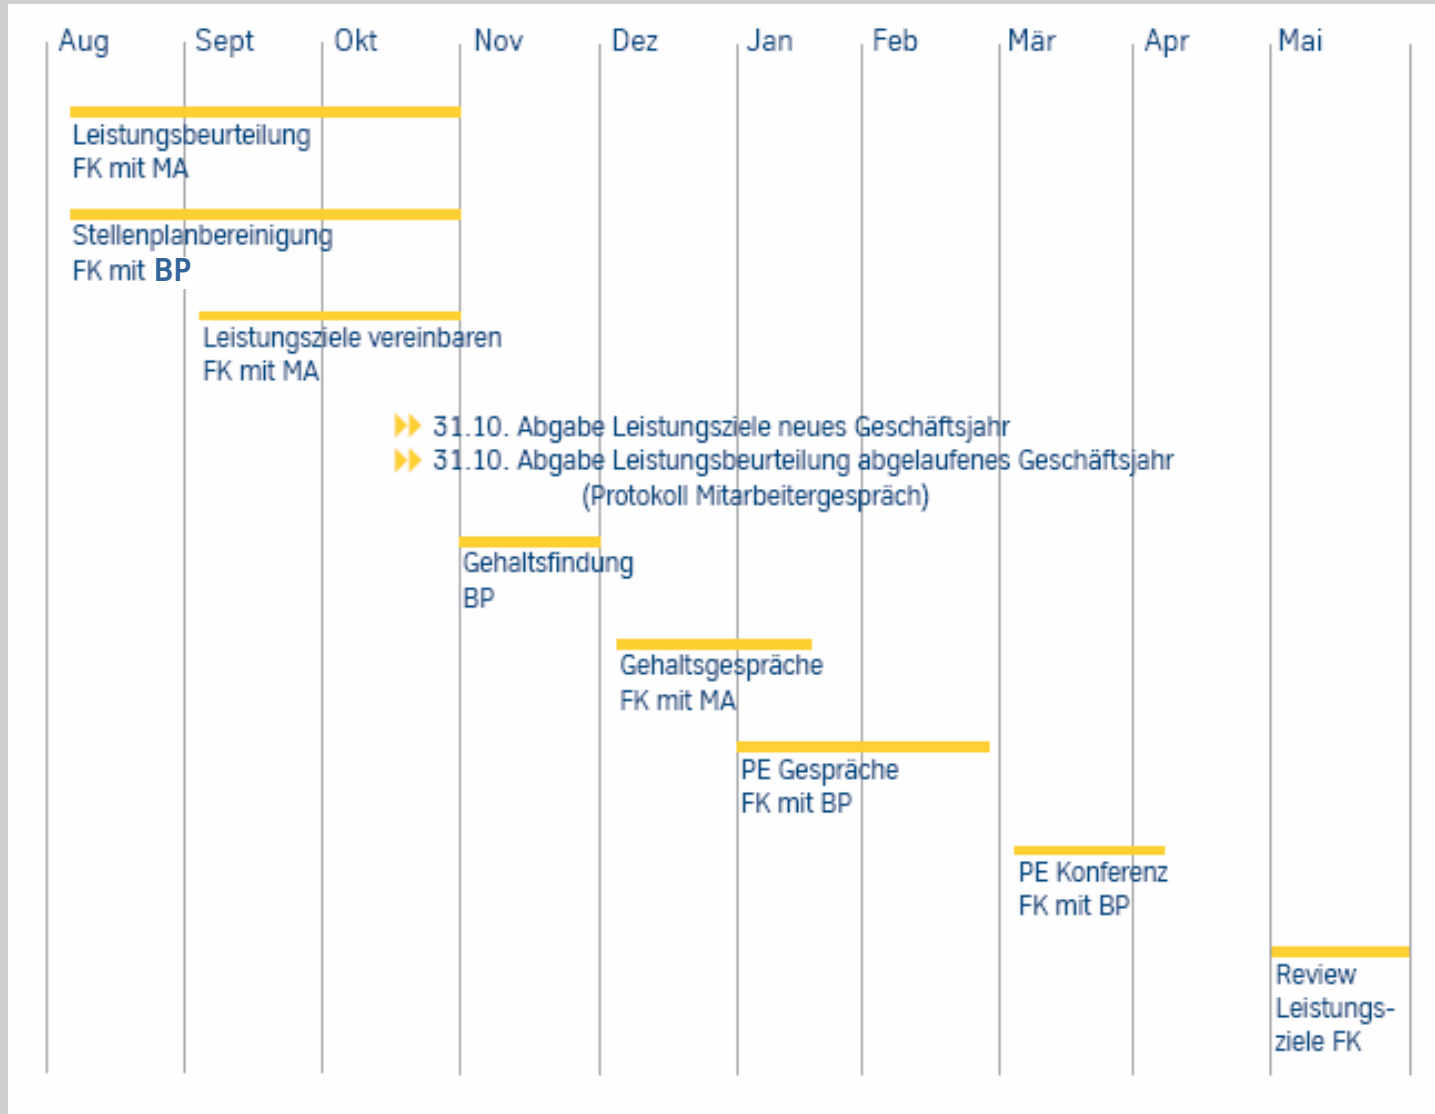 Aug Sept Okt Nov Dez Jan Feb Mär Apr Mai
Leistungsbeurteilung
FK mit MA
Stellenplanbereinigung
FK mit BP
Leistungsziele vereinbaren
FK mit MA
31.10. Abgabe Leistungsziele neues Geschäftsjahr
31.10. Abgabe Leistungsbeurteilung abgelaufenes Geschäftsjahr
(Protokoll Mitarbeitergespräch)
Gehaltsfindung
BP
Gehaltsgespräche
FK mit MA
PE Gespräche
FK mit BP
PE Konferenz
FK mit BP
Review
Leistungs-
ziele FK